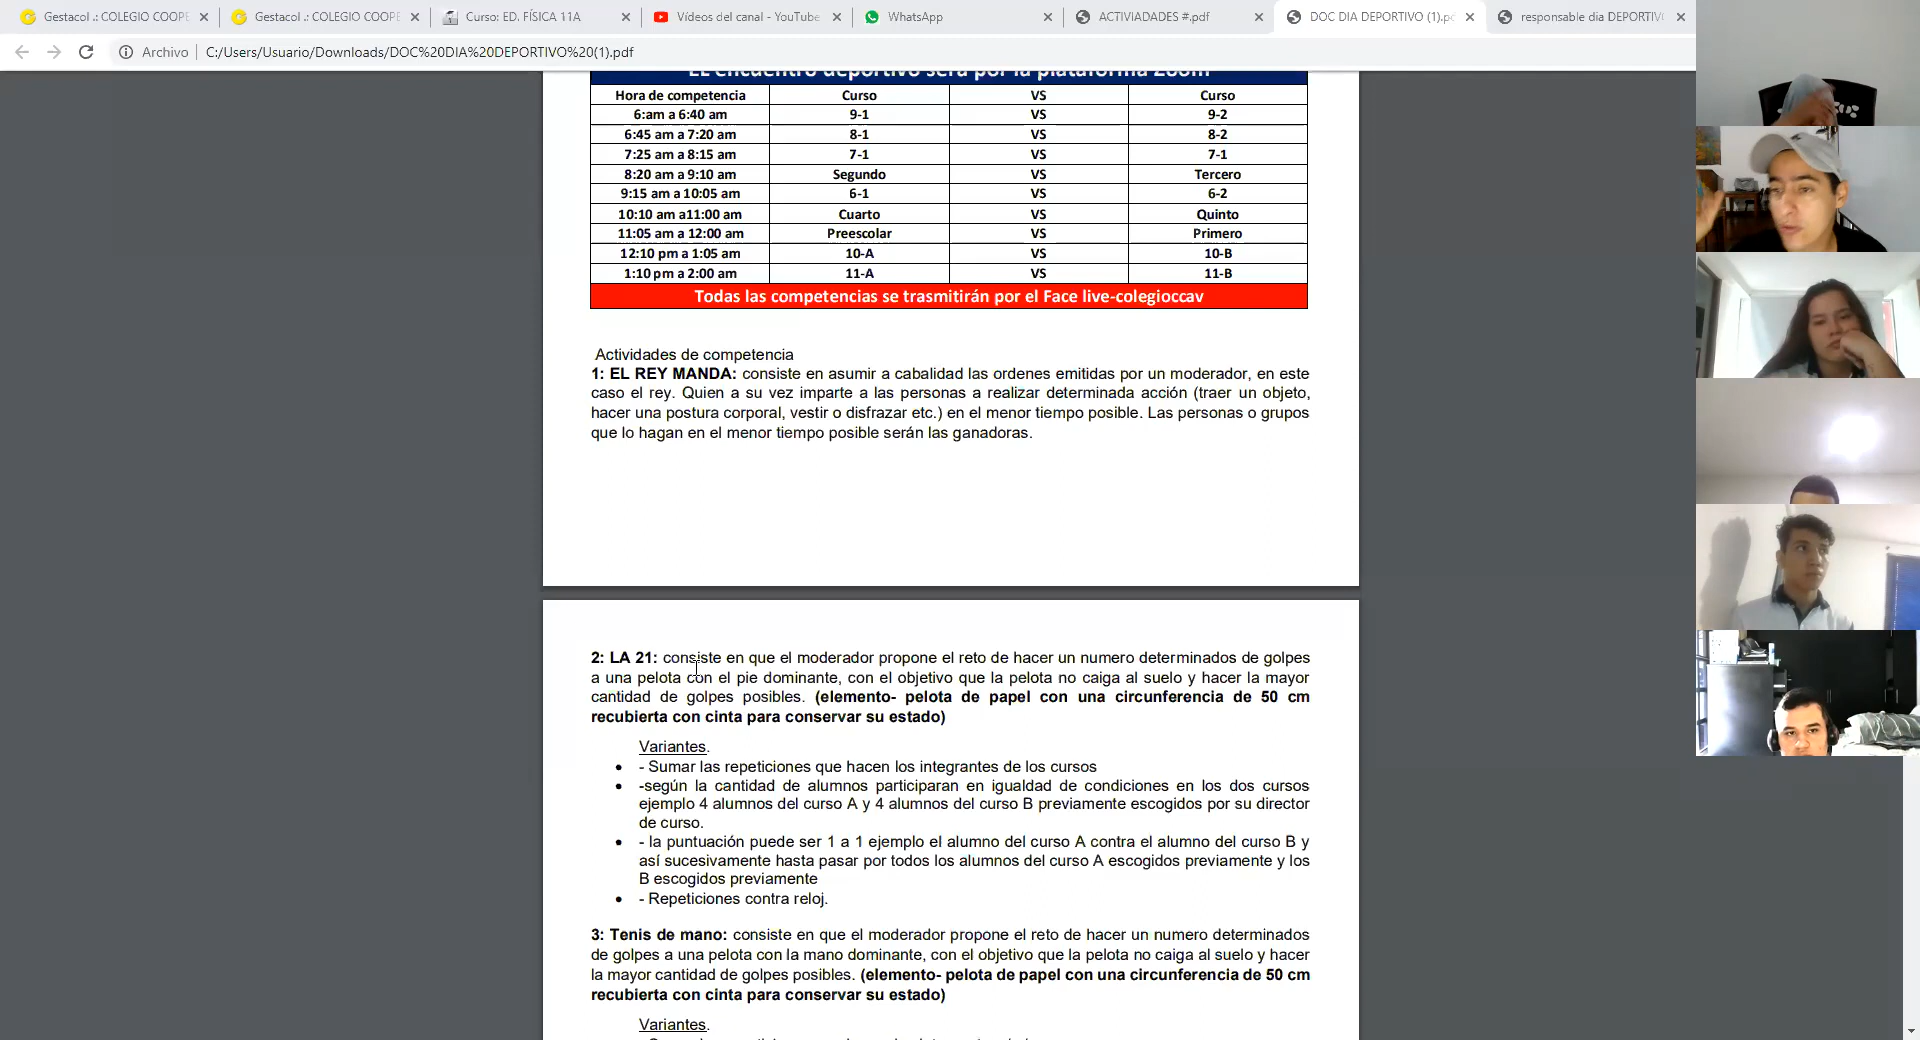 Gestacol .: COLEGIO COOPE
Gestacol .: COLEGIO COOPE
Curso: ED. FÍSICA 11A
Vídeos del canal - YouTube
WhatsApp
ACTIVIADADES #.pdf
DOC DIA DEPORTIVO (1).pd
responsable dia DEPORTIV
Archivo
C:/Users/Usuario/Downloads/DOC%20DIA%20DEPORTIVO%20(1).pdf
EL encuentro deportivo será por la plataforma Zoom
Hora de competencia Curso VS Curso
6:am a 6:40 am 9-1 VS 9-2
6:45 am a 7:20 am 8-1 VS 8-2
7:25 am a 8:15 am 7-1 VS 7-1
8:20 am a 9:10 am Segundo VS Tercero
9:15 am a 10:05 am 6-1 VS 6-2
10:10 am a11:00 am Cuarto VS Quinto
11:05 am a 12:00 am Preescolar VS Primero
12:10 pm a 1:05 am 10-A VS 10-B
1:10 pm a 2:00 am 11-A VS 11-B
Todas las competencias se trasmitirán por el Face live-colegioccav
Actividades de competencia
1: EL REY MANDA: consiste en asumir a cabalidad las ordenes emitidas por un moderador, en este
caso el rey. Quien a su vez imparte a las personas a realizar determinada acción (traer un objeto,
hacer una postura corporal, vestir o disfrazar etc.) en el menor tiempo posible. Las personas o grupos
que lo hagan en el menor tiempo posible serán las ganadoras.
2: LA 21: consiste en que el moderador propone el reto de hacer un numero determinados de golpes
a una pelota con el pie dominante, con el objetivo que la pelota no caiga al suelo y hacer la mayor
cantidad de golpes posibles. (elemento- pelota de papel con una circunferencia de 50 cm
recubierta con cinta para conservar su estado)
Variantes.
• - Sumar las repeticiones que hacen los integrantes de los cursos
• -según la cantidad de alumnos participaran en igualdad de condiciones en los dos cursos
ejemplo 4 alumnos del curso A y 4 alumnos del curso B previamente escogidos por su director
de curso.
• - la puntuación puede ser 1 a 1 ejemplo el alumno del curso A contra el alumno del curso B y
así sucesivamente hasta pasar por todos los alumnos del curso A escogidos previamente y los
B escogidos previamente
• - Repeticiones contra reloj.
3: Tenis de mano: consiste en que el moderador propone el reto de hacer un numero determinados
de golpes a una pelota con la mano dominante, con el objetivo que la pelota no caiga al suelo y hacer
la mayor cantidad de golpes posibles. (elemento- pelota de papel con una circunferencia de 50 cm
recubierta con cinta para conservar su estado)
Variantes.